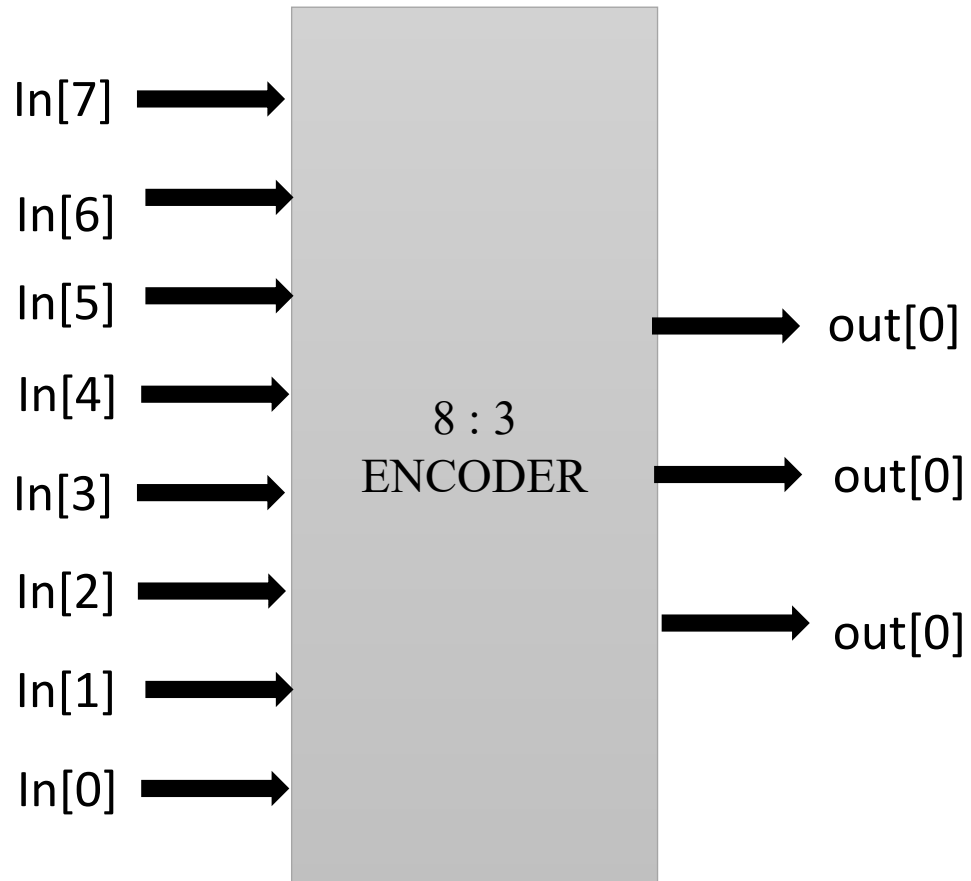 In[7]
In[6]
In[5]
In[4]
In[3]
In[2]
In[1]
In[0]
8 : 3
ENCODER
out[0]
out[0]
out[0]